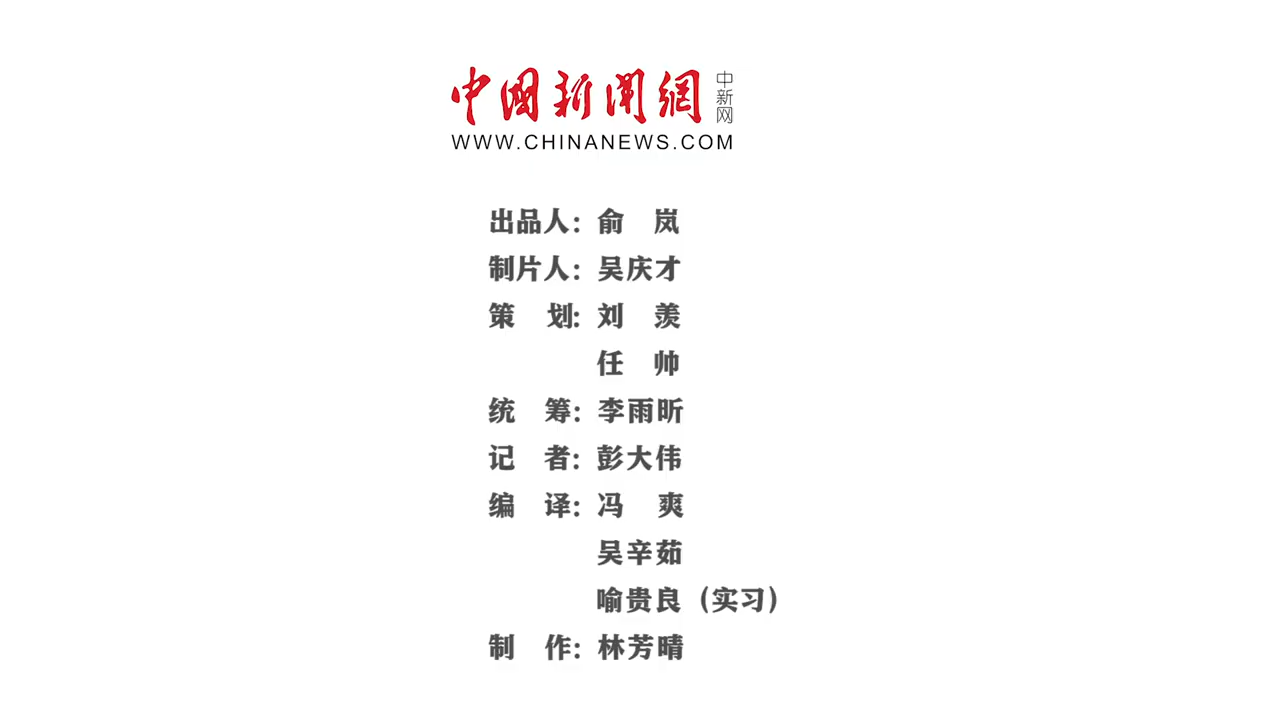 中国新闻網
中新网
WWW.CHINANEWS.COM
出品人：俞 岚
制片人：吴庆才
策 划：刘 羡
任 帅
统 筹：李雨昕
记 者：彭大伟
编 译：冯 爽
吴辛茹
喻贵良（实习）
制 作：林芳晴